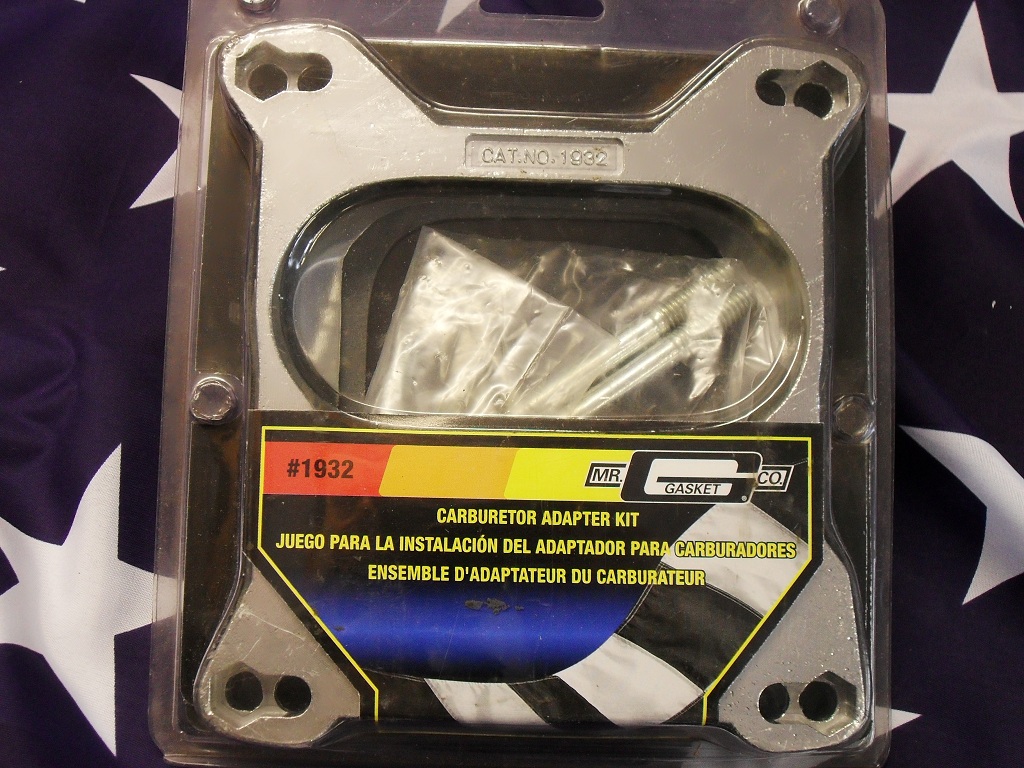 CAT.NO.1932
#1932
MR. GASKET CO.
CARBURETOR ADAPTER KIT
JUEGO PARA LA INSTALACIÓN DEL ADAPTADOR PARA CARBURADORES
ENSEMBLE D'ADAPTATEUR DU CARBURATEUR